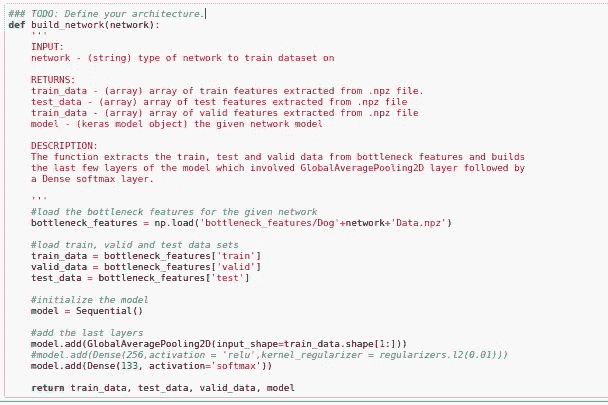 ### TODO: Define your architecture.
def build_network(network):
    '''
    INPUT:
    network - (string) type of network to train dataset on

    RETURNS:
    train_data - (array) array of train features extracted from .npz file.
    test_data - (array) array of test features extracted from .npz file
    train_data - (array) array of valid features extracted from .npz file
    model - (keras model object) the given network model

    DESCRIPTION:
    The function extracts the train, test and valid data from bottleneck features and builds
    the last few layers of the model which involved GlobalAveragePooling2D layer followed by
    a Dense softmax layer.

    '''
    #load the bottleneck features for the given network
    bottleneck_features = np.load('bottleneck_features/Dog'+network+'Data.npz')

    #load train, valid and test data sets
    train_data = bottleneck_features['train']
    valid_data = bottleneck_features['valid']
    test_data = bottleneck_features['test']

    #initialize the model
    model = Sequential()

    #add the last layers
    model.add(GlobalAveragePooling2D(input_shape=train_data.shape[1:]))
    #model.add(Dense(256,activation = 'relu',kernel_regularizer = regularizers.l2(0.01)))
    model.add(Dense(133, activation='softmax'))

    return train_data, test_data, valid_data, model